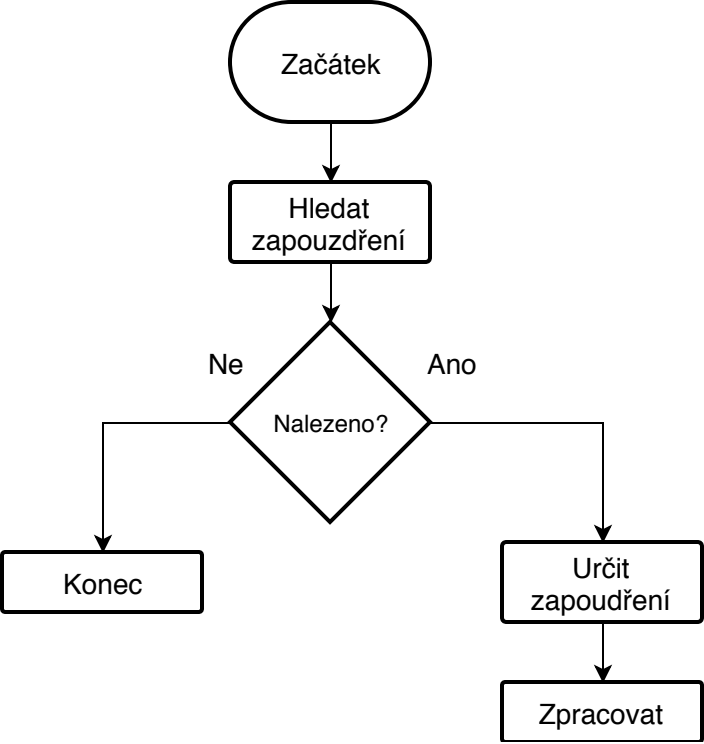 Začátek
Hledat
zapouzdření
Ne
Ano
Nalezeno?
Konec
Určit
zapoudření
Zpracovat